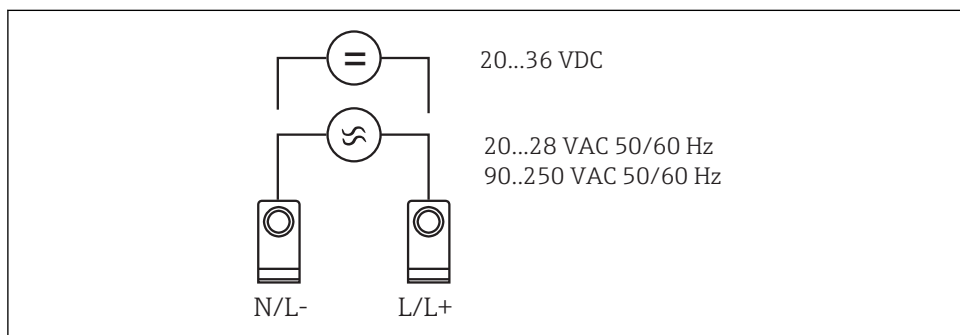 20...36 VDC
20...28 VAC 50/60 Hz
90..250 VAC 50/60 Hz
N/L- L/L+